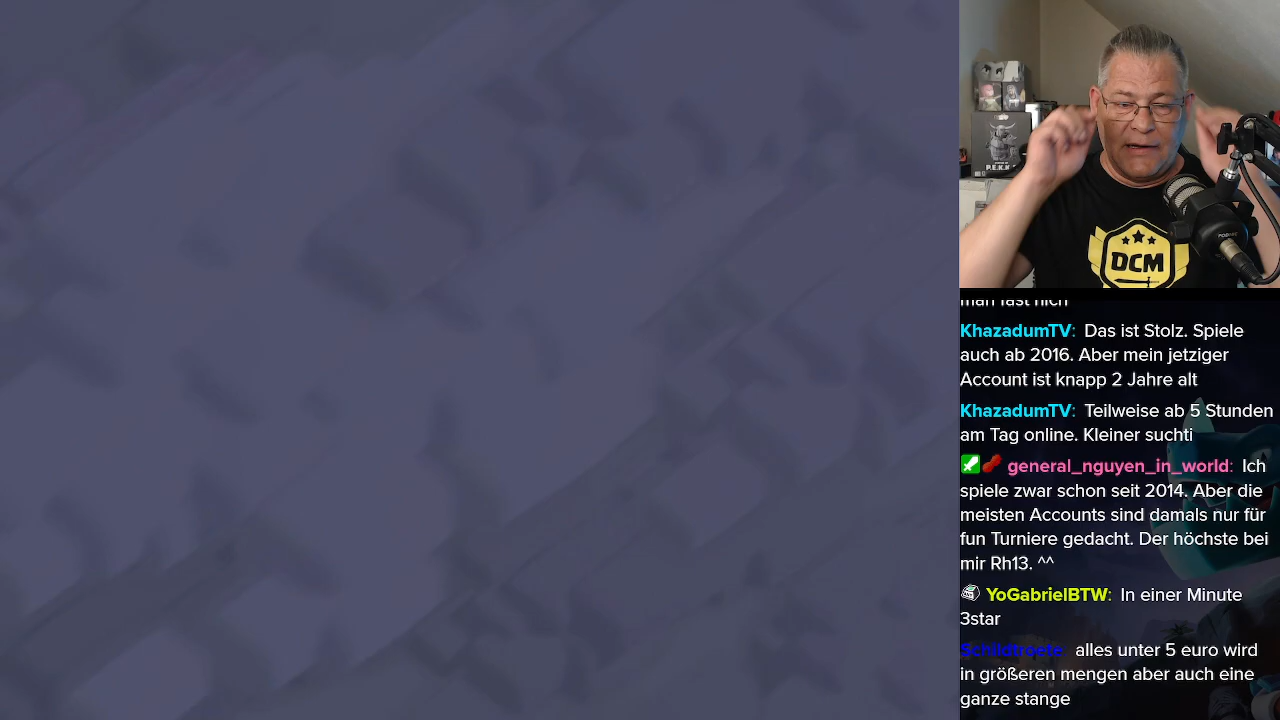 P.E.K.K.A
DCM
man fast nich
KhazadumTV: Das ist Stolz. Spiele
auch ab 2016. Aber mein jetziger
Account ist knapp 2 Jahre alt
KhazadumTV: Teilweise ab 5 Stunden
am Tag online. Kleiner suchti
general_nguyen_in_world: Ich
spiele zwar schon seit 2014. Aber die
meisten Accounts sind damals nur für
fun Turniere gedacht. Der höchste bei
mir Rh13. ^^
YoGabrielBTW: In einer Minute
3star
Schildtroete: alles unter 5 euro wird
in größeren mengen aber auch eine
ganze stange